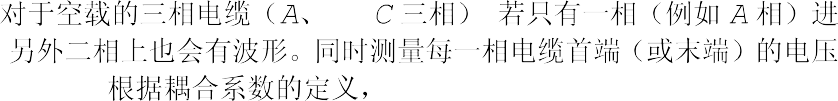 对于空载的三相电缆（A、 C三相） 若只有一相（例如A相）进
另外二相上也会有波形。同时测量每一相电缆首端（或末端）的电压
根据耦合系数的定义，